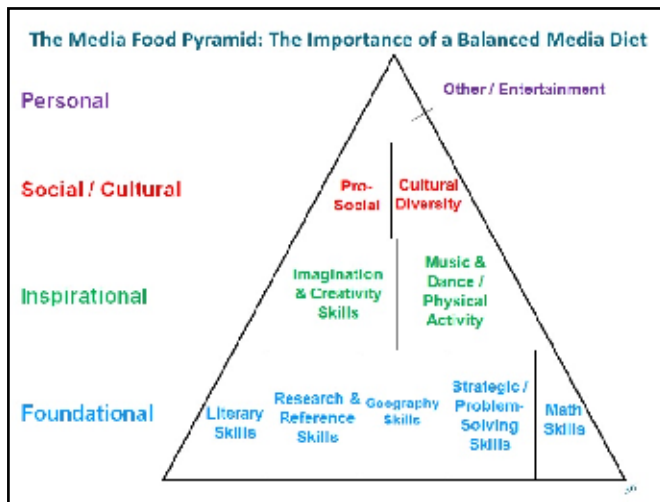 The Media Food Pyramid: The Importance of a Balanced Media Diet
Personal
Other / Entertainment
Social / Cultural
Pro-
Social
Cultural
Diversity
Inspirational
Imagination
& Creativity
Skills
Music &
Dance /
Physical
Activity
Foundational
Literary
Skills
Research &
Reference
Skills
Geography
Skills
Strategic /
Problem-
Solving
Skills
Math
Skills